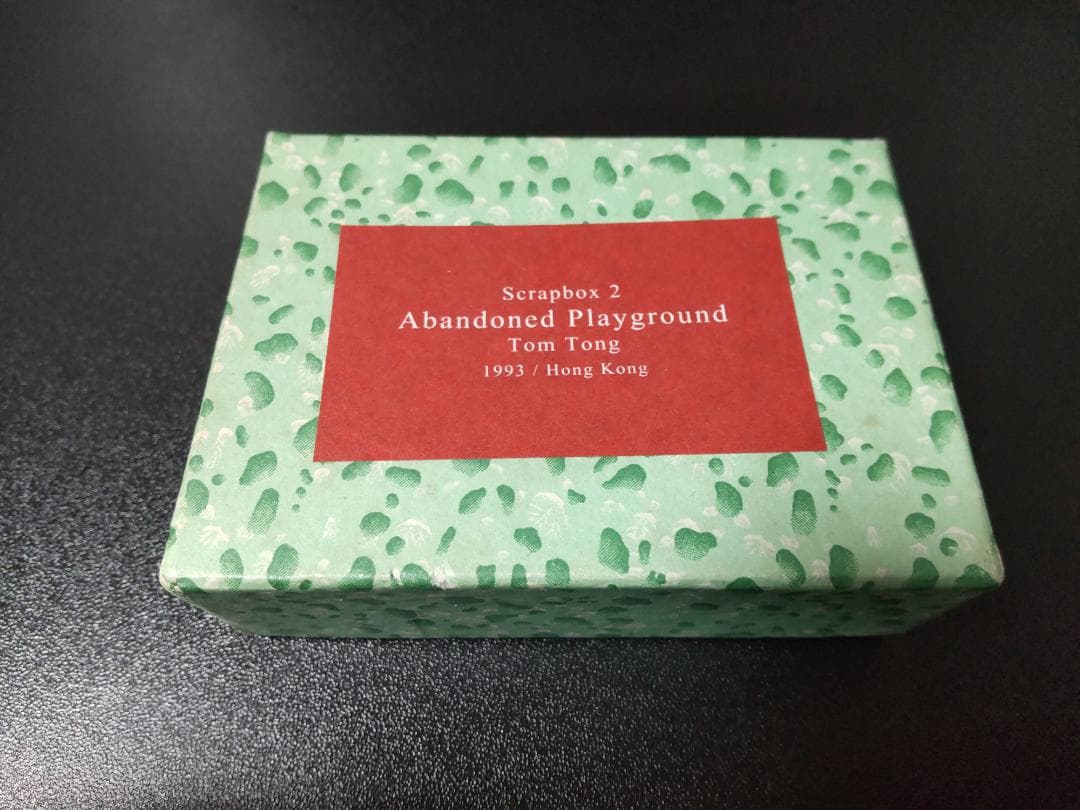 Scrapbox 2
Abandoned Playground
Tom Tong
1993 / Hong Kong